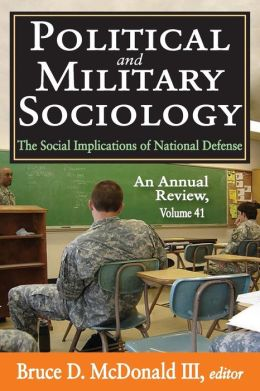 Political
and
Military
Sociology
The Social Implications of National Defense
An Annual
Review,
Volume 41
Bruce D. McDonald III, editor